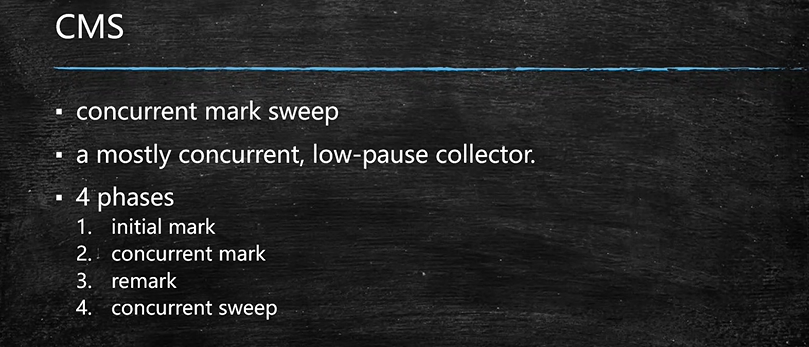 CMS
▪ concurrent mark sweep
▪ a mostly concurrent, low-pause collector.
▪ 4 phases
1. initial mark
2. concurrent mark
3. remark
4. concurrent sweep